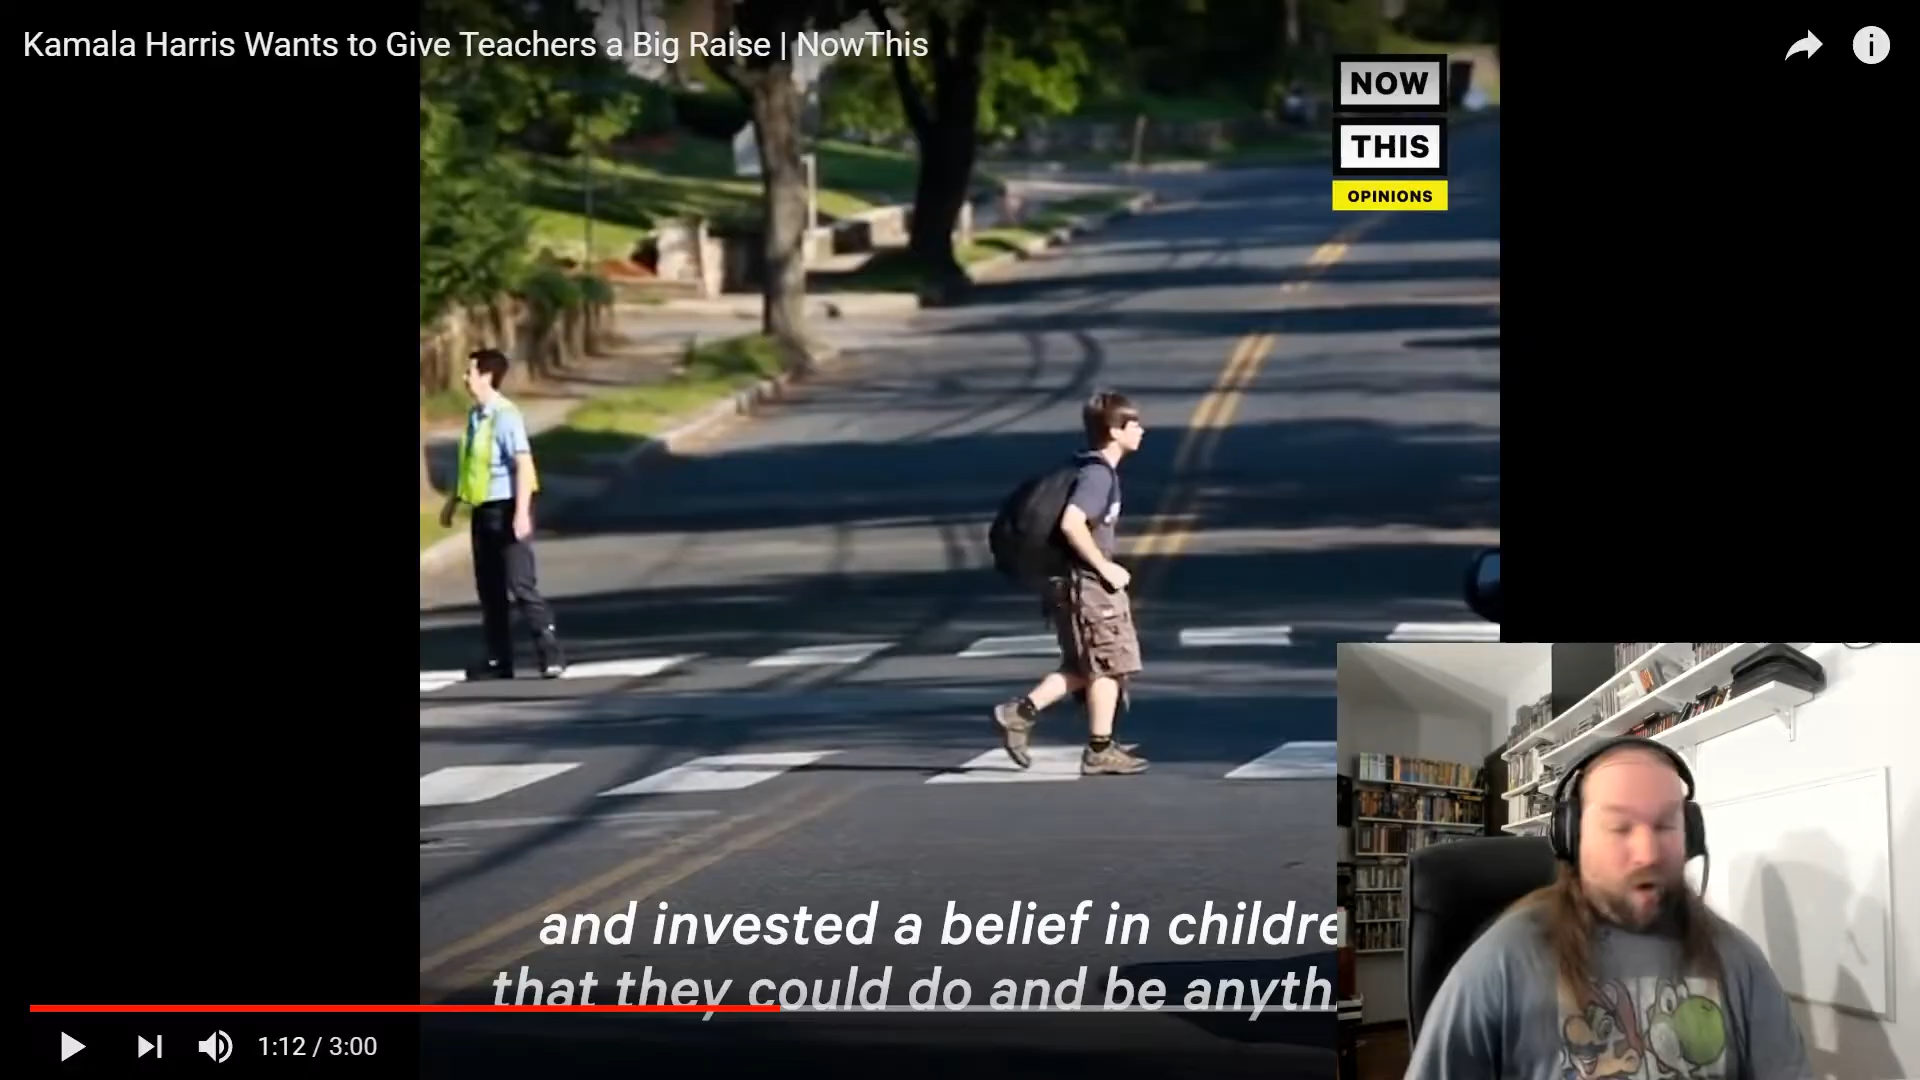 Kamala Harris Wants to Give Teachers a Big Raise | NowThis
NOW
THIS
OPINIONS
and invested a belief in childre
that they could do and be anyth
1:12 / 3:00